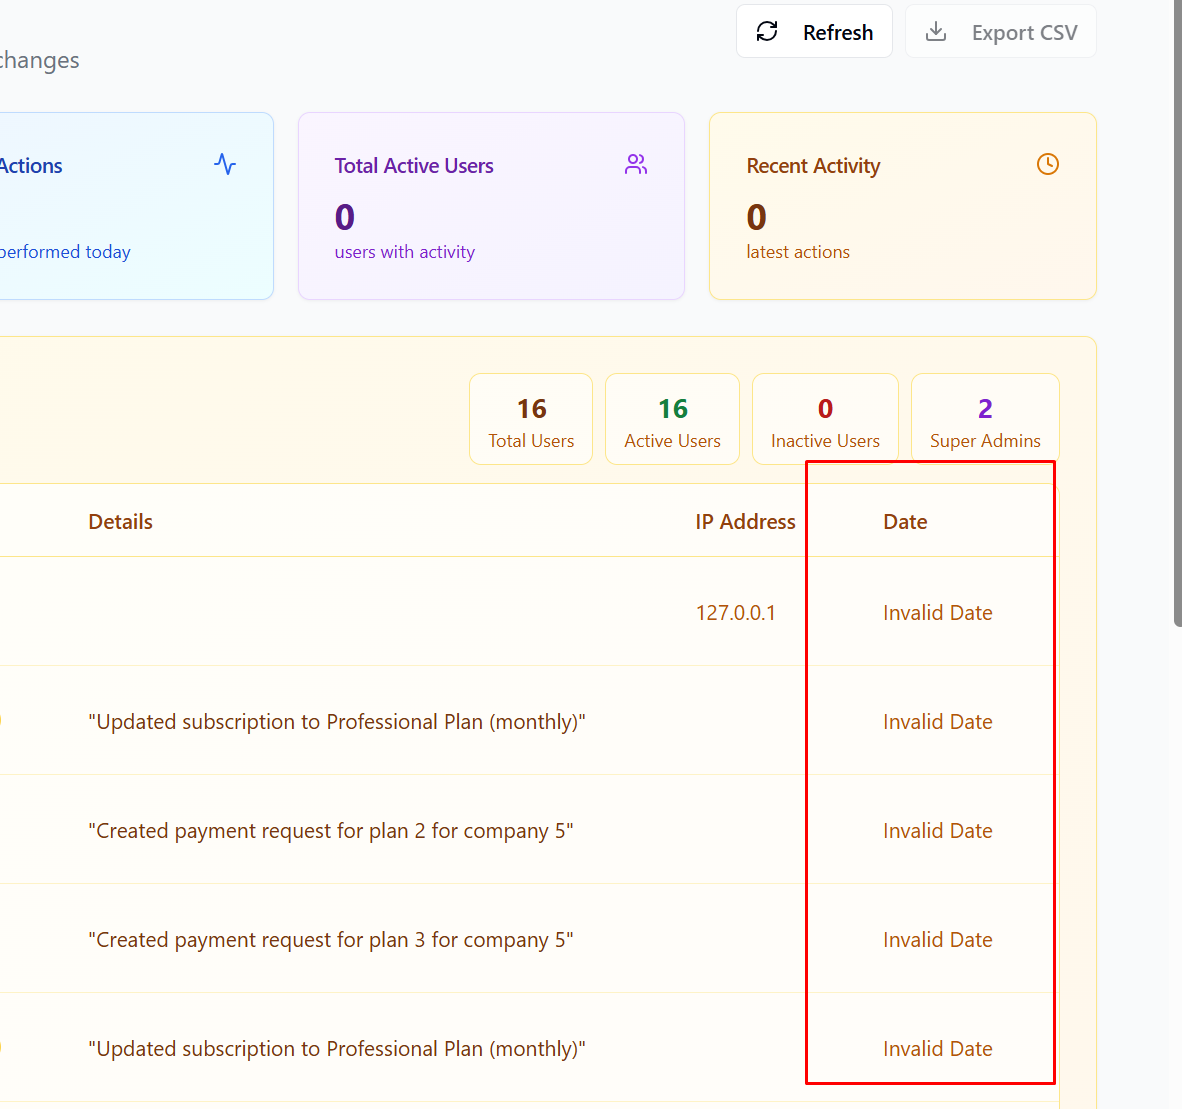 Refresh
Export CSV
changes
Actions
performed today
Total Active Users
0
users with activity
Recent Activity
0
latest actions
16
Total Users
16
Active Users
0
Inactive Users
2
Super Admins
Details IP Address Date
127.0.0.1 Invalid Date
"Updated subscription to Professional Plan (monthly)" Invalid Date
"Created payment request for plan 2 for company 5" Invalid Date
"Created payment request for plan 3 for company 5" Invalid Date
"Updated subscription to Professional Plan (monthly)" Invalid Date